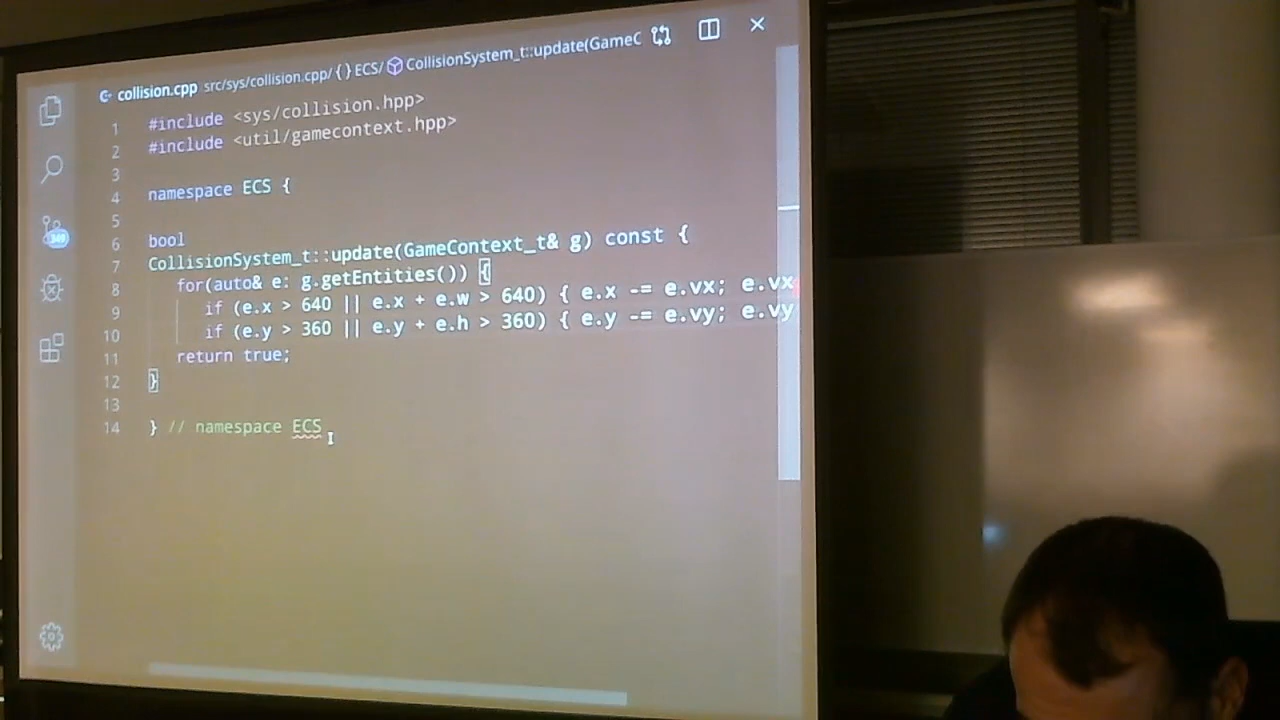 collision.cpp src/sys/collision.cpp/ { } ECS/ CollisionSystem_t::update(GameC
1 #include <sys/collision.hpp>
2 #include <util/gamecontext.hpp>
3
4 namespace ECS {
5
6 bool
7 CollisionSystem_t::update(GameContext_t& g) const {
8 for(auto& e: g.getEntities()) {
9 if (e.x > 640 || e.x + e.w > 640) { e.x -= e.vx; e.vx
10 if (e.y > 360 || e.y + e.h > 360) { e.y -= e.vy; e.vy
11 return true;
12 }
13
14 } // namespace ECS